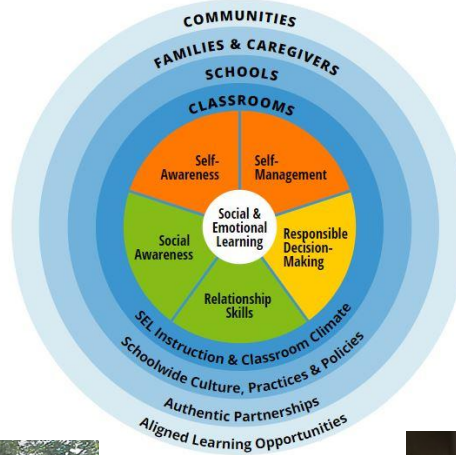 COMMUNITIES
FAMILIES & CAREGIVERS
SCHOOLS
CLASSROOMS
Self-
Awareness
Self-
Management
Social &
Emotional
Learning
Social
Awareness
Responsible
Decision-
Making
Relationship
Skills
SEL Instruction & Classroom Climate
Schoolwide Culture, Practices & Policies
Authentic Partnerships
Aligned Learning Opportunities